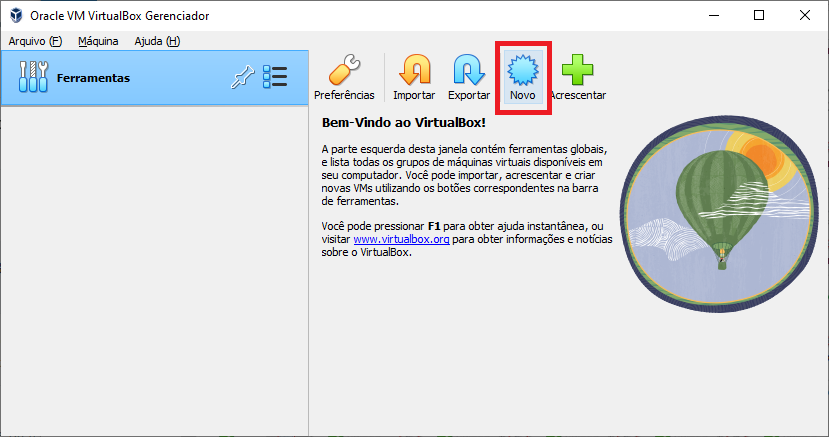 Oracle VM VirtualBox Gerenciador
Arquivo (F) Máquina Ajuda (H)
Ferramentas
Preferências Importar Exportar Novo Acrescentar
Bem-Vindo ao VirtualBox!
A parte esquerda desta janela contém ferramentas globais,
e lista todas os grupos de máquinas virtuais disponíveis em
seu computador. Você pode importar, acrescentar e criar
novas VMs utilizando os botões correspondentes na barra
de ferramentas.
Você pode pressionar F1 para obter ajuda instantânea, ou
visitar www.virtualbox.org para obter informações e notícias
sobre o VirtualBox.